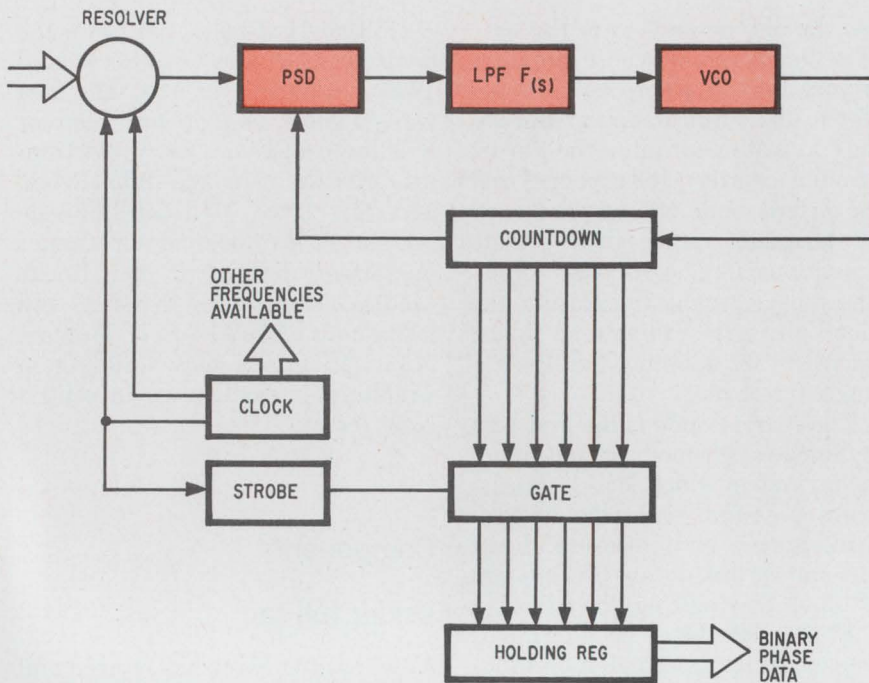 RESOLVER
PSD
LPF F(S)
VCO
COUNTDOWN
OTHER
FREQUENCIES
AVAILABLE
CLOCK
STROBE
GATE
HOLDING REG
BINARY
PHASE
DATA